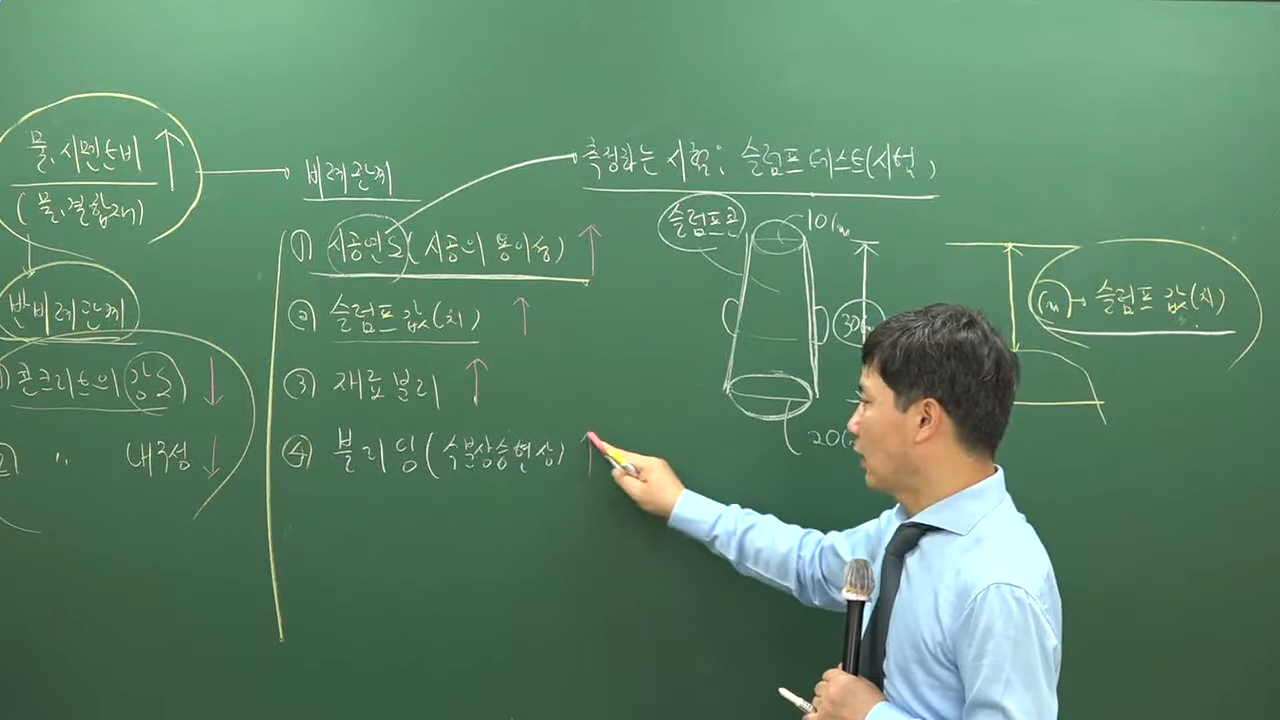 물.시멘트비 ↑
(물.결합재)
반비례관계
콘크리트의 강도) ↓
② 〃 내구성 ↓
비례관계
① 시공연도(시공의 용이성) ↑
② 슬럼프 값(치) ↑
③ 재료 분리 ↑
④ 블리딩(수분상승현상) ↑
측정하는 시험: 슬럼프 테스트(시험)
슬럼프콘
10cm
30cm
20c
cm → 슬럼프 값(치)